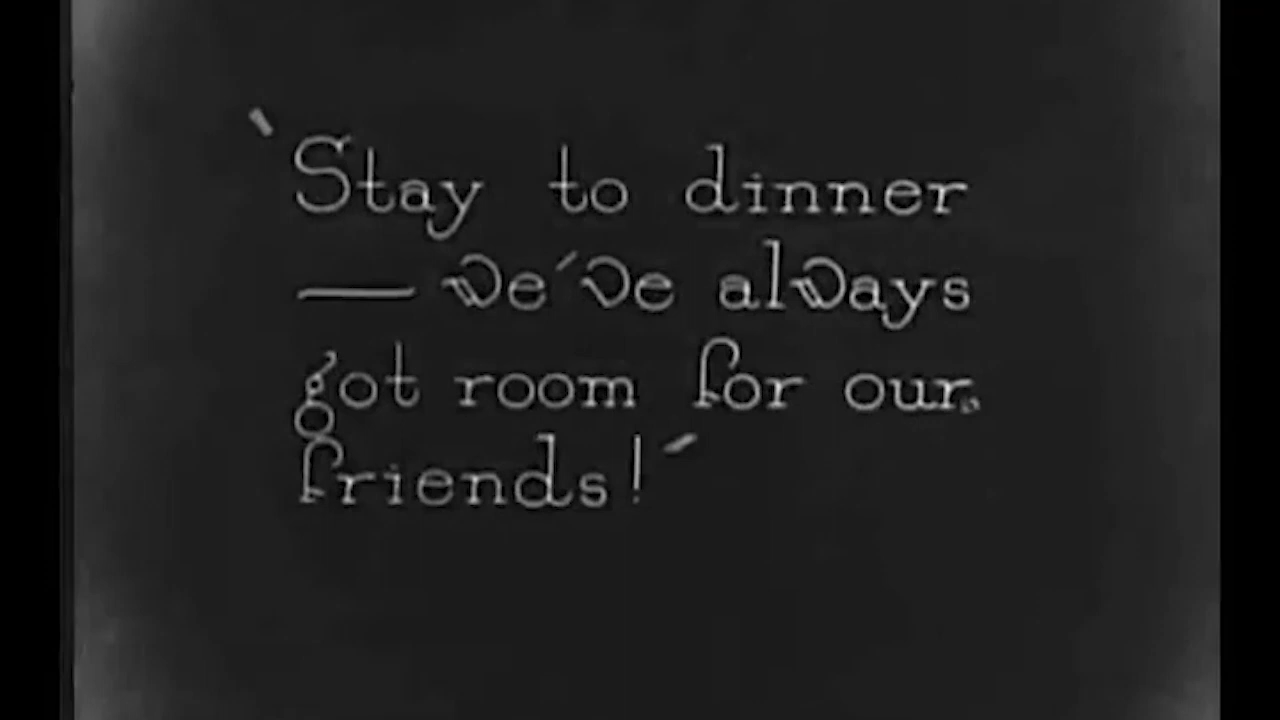 'Stay to dinner
— we've always
got room for our
friends!'